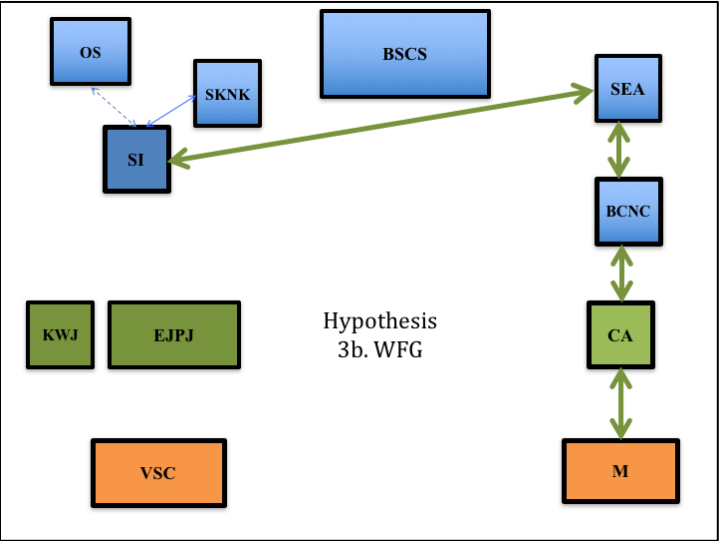 OS
BSCS
SKNK
SEA
SI
BCNC
KWJ
EJPJ
Hypothesis
3b. WFG
CA
VSC
M